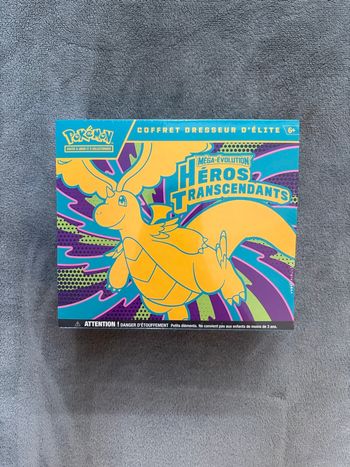 POKÉMON
COFFRET DRESSEUR D'ÉLITE
6+
MÉGA-ÉVOLUTION
HÉROS
TRANSCENDANTS
ATTENTION ! DANGER D'ÉTOUFFEMENT Petits éléments. Ne convient pas aux enfants de moins de 3 ans.